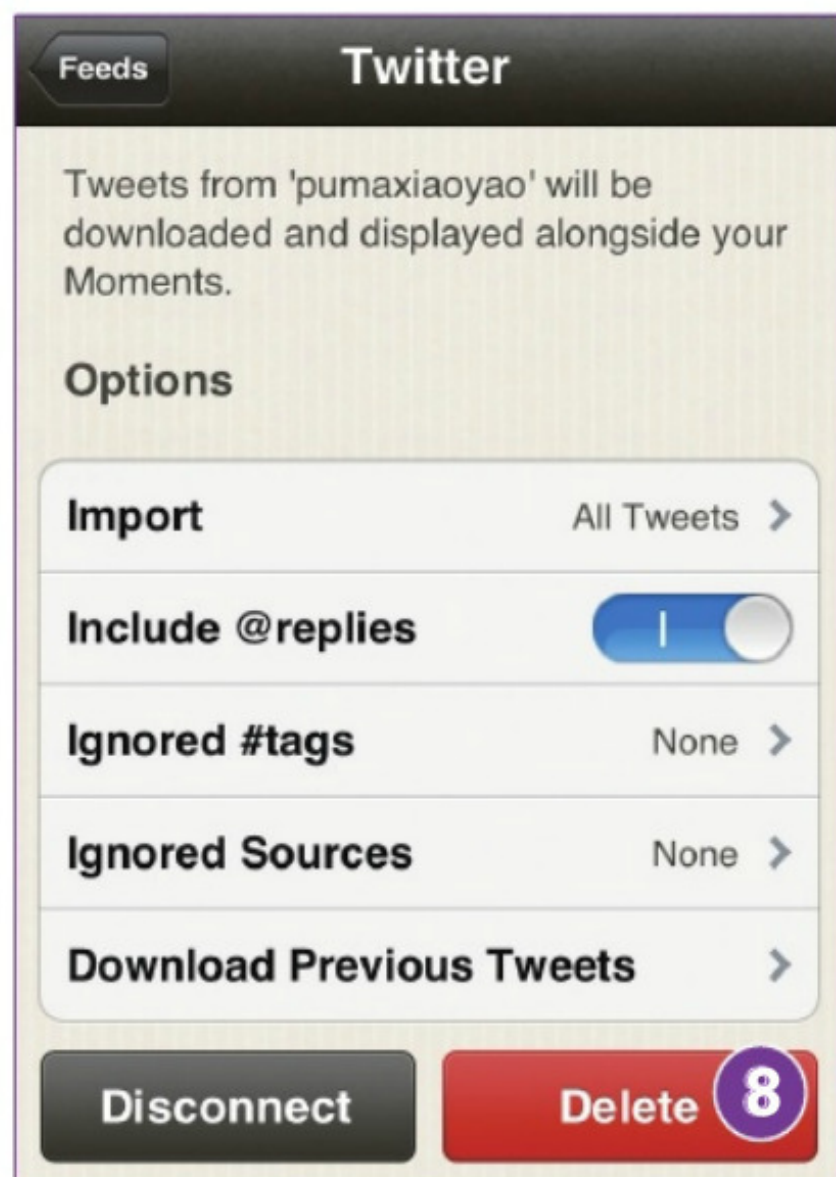 Feeds
Twitter
Tweets from 'pumaxiaoyao' will be
downloaded and displayed alongside your
Moments.
Options
Import All Tweets
Include @replies
Ignored #tags None
Ignored Sources None
Download Previous Tweets
Disconnect
Delete 8